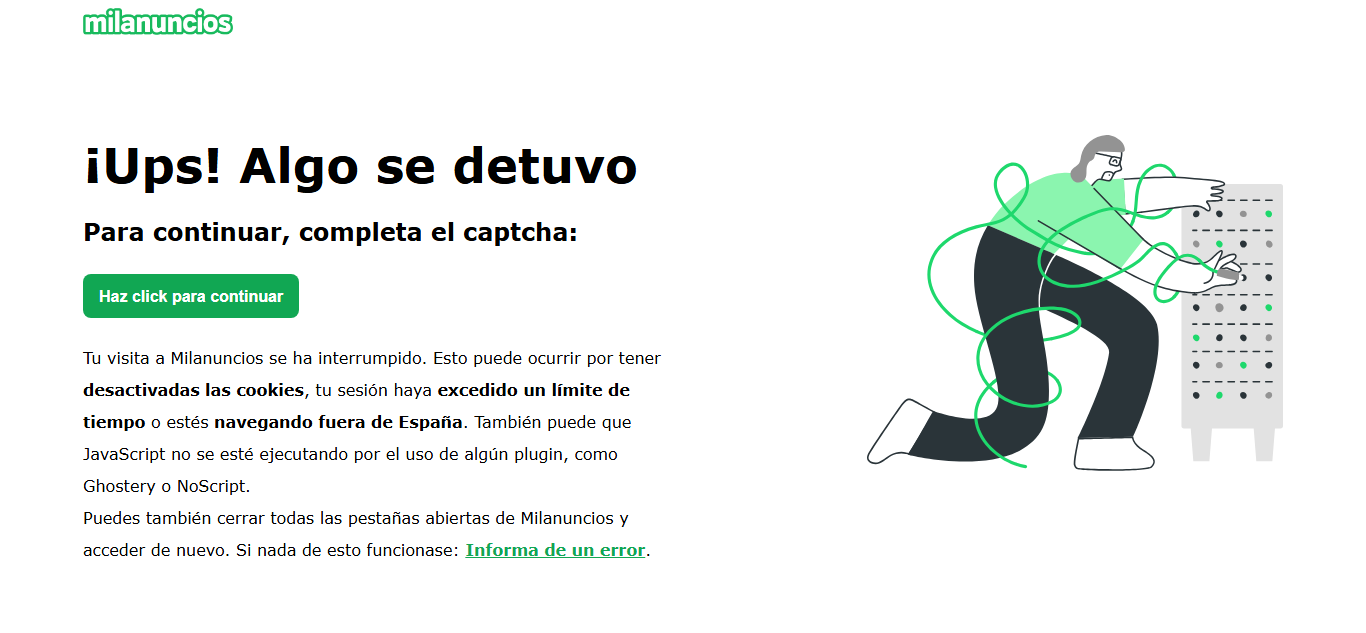 milanuncios
¡Ups! Algo se detuvo
Para continuar, completa el captcha:
Haz click para continuar
Tu visita a Milanuncios se ha interrumpido. Esto puede ocurrir por tener
desactivadas las cookies, tu sesión haya excedido un límite de
tiempo o estés navegando fuera de España. También puede que
JavaScript no se esté ejecutando por el uso de algún plugin, como
Ghostery o NoScript.
Puedes también cerrar todas las pestañas abiertas de Milanuncios y
acceder de nuevo. Si nada de esto funcionase: Informa de un error.